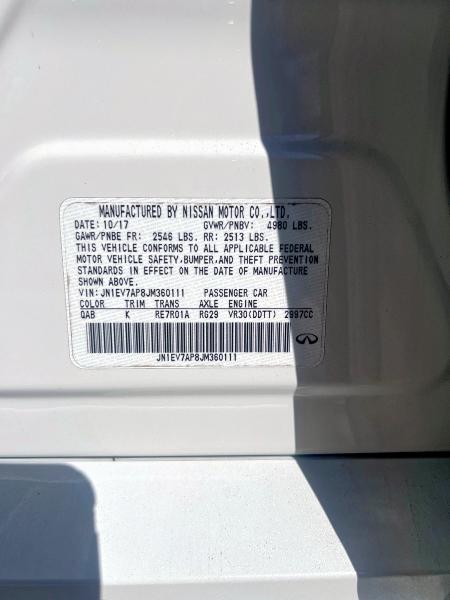 MANUFACTURED BY NISSAN MOTOR CO.,LTD.
DATE: 10/17 GVWR/PNBV: 4980 LBS.
GAWR/PNBE FR: 2546 LBS. RR: 2513 LBS.
THIS VEHICLE CONFORMS TO ALL APPLICABLE FEDERAL
MOTOR VEHICLE SAFETY,BUMPER,AND THEFT PREVENTION
STANDARDS IN EFFECT ON THE DATE OF MANUFACTURE
SHOWN ABOVE.
VIN: JN1EV7AP8JM360111 PASSENGER CAR
COLOR TRIM TRANS AXLE ENGINE
QAB K RE7R01A RG29 VR30(DDTT) 2997CC
JN1EV7AP8JM360111